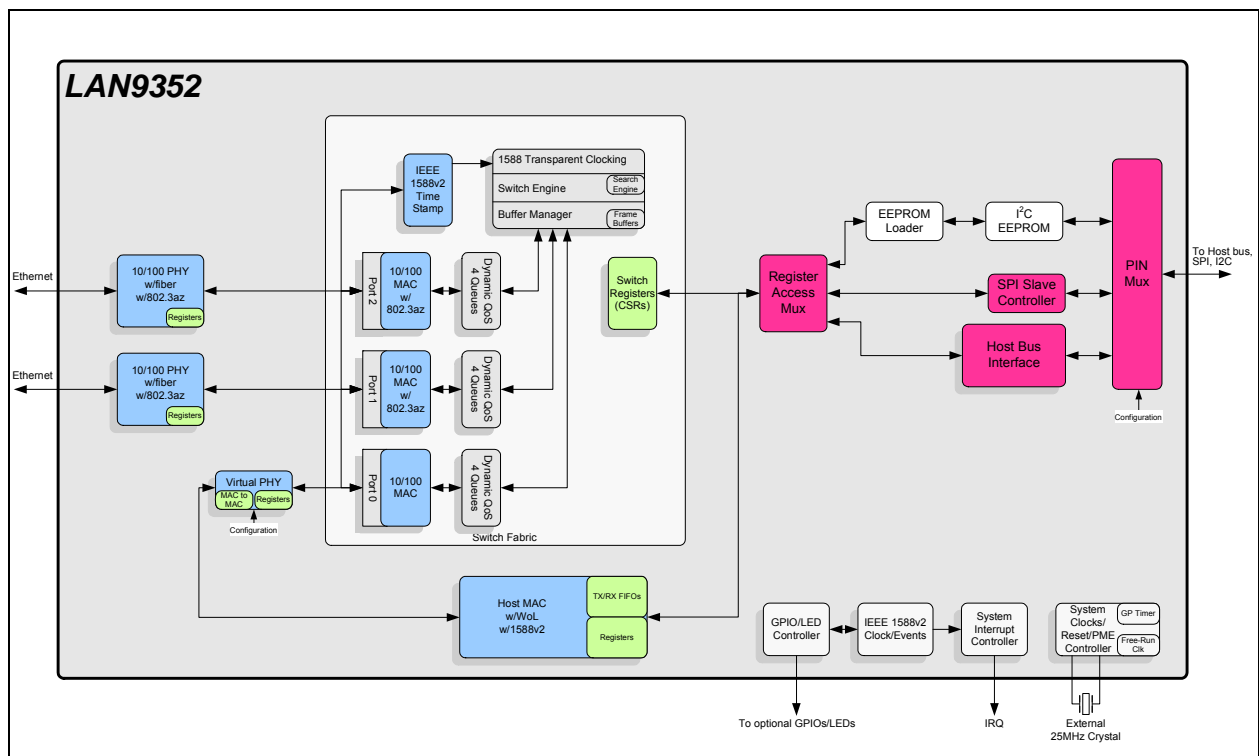 LAN9352
IEEE
1588v2
Time
Stamp
1588 Transparent Clocking
Switch Engine
Search
Engine
Buffer Manager
Frame
Buffers
Ethernet
10/100 PHY
w/fiber
w/802.3az
Registers
Port 2
10/100
MAC
w/
802.3az
Dynamic QoS
4 Queues
Switch
Registers
(CSRs)
Ethernet
10/100 PHY
w/fiber
w/802.3az
Registers
Port 1
10/100
MAC
w/
802.3az
Dynamic QoS
4 Queues
Virtual PHY
MAC to
MAC
Registers
Configuration
Port 0
10/100
MAC
Dynamic QoS
4 Queues
Switch Fabric
Host MAC
w/WoL
w/1588v2
TX/RX FIFOs
Registers
Register
Access
Mux
EEPROM
Loader
I²C
EEPROM
SPI Slave
Controller
Host Bus
Interface
PIN
Mux
Configuration
To Host bus,
SPI, I2C
GPIO/LED
Controller
IEEE 1588v2
Clock/Events
System
Interrupt
Controller
System
Clocks/
Reset/PME
Controller
GP Timer
Free-Run
Clk
To optional GPIOs/LEDs
IRQ
External
25MHz Crystal